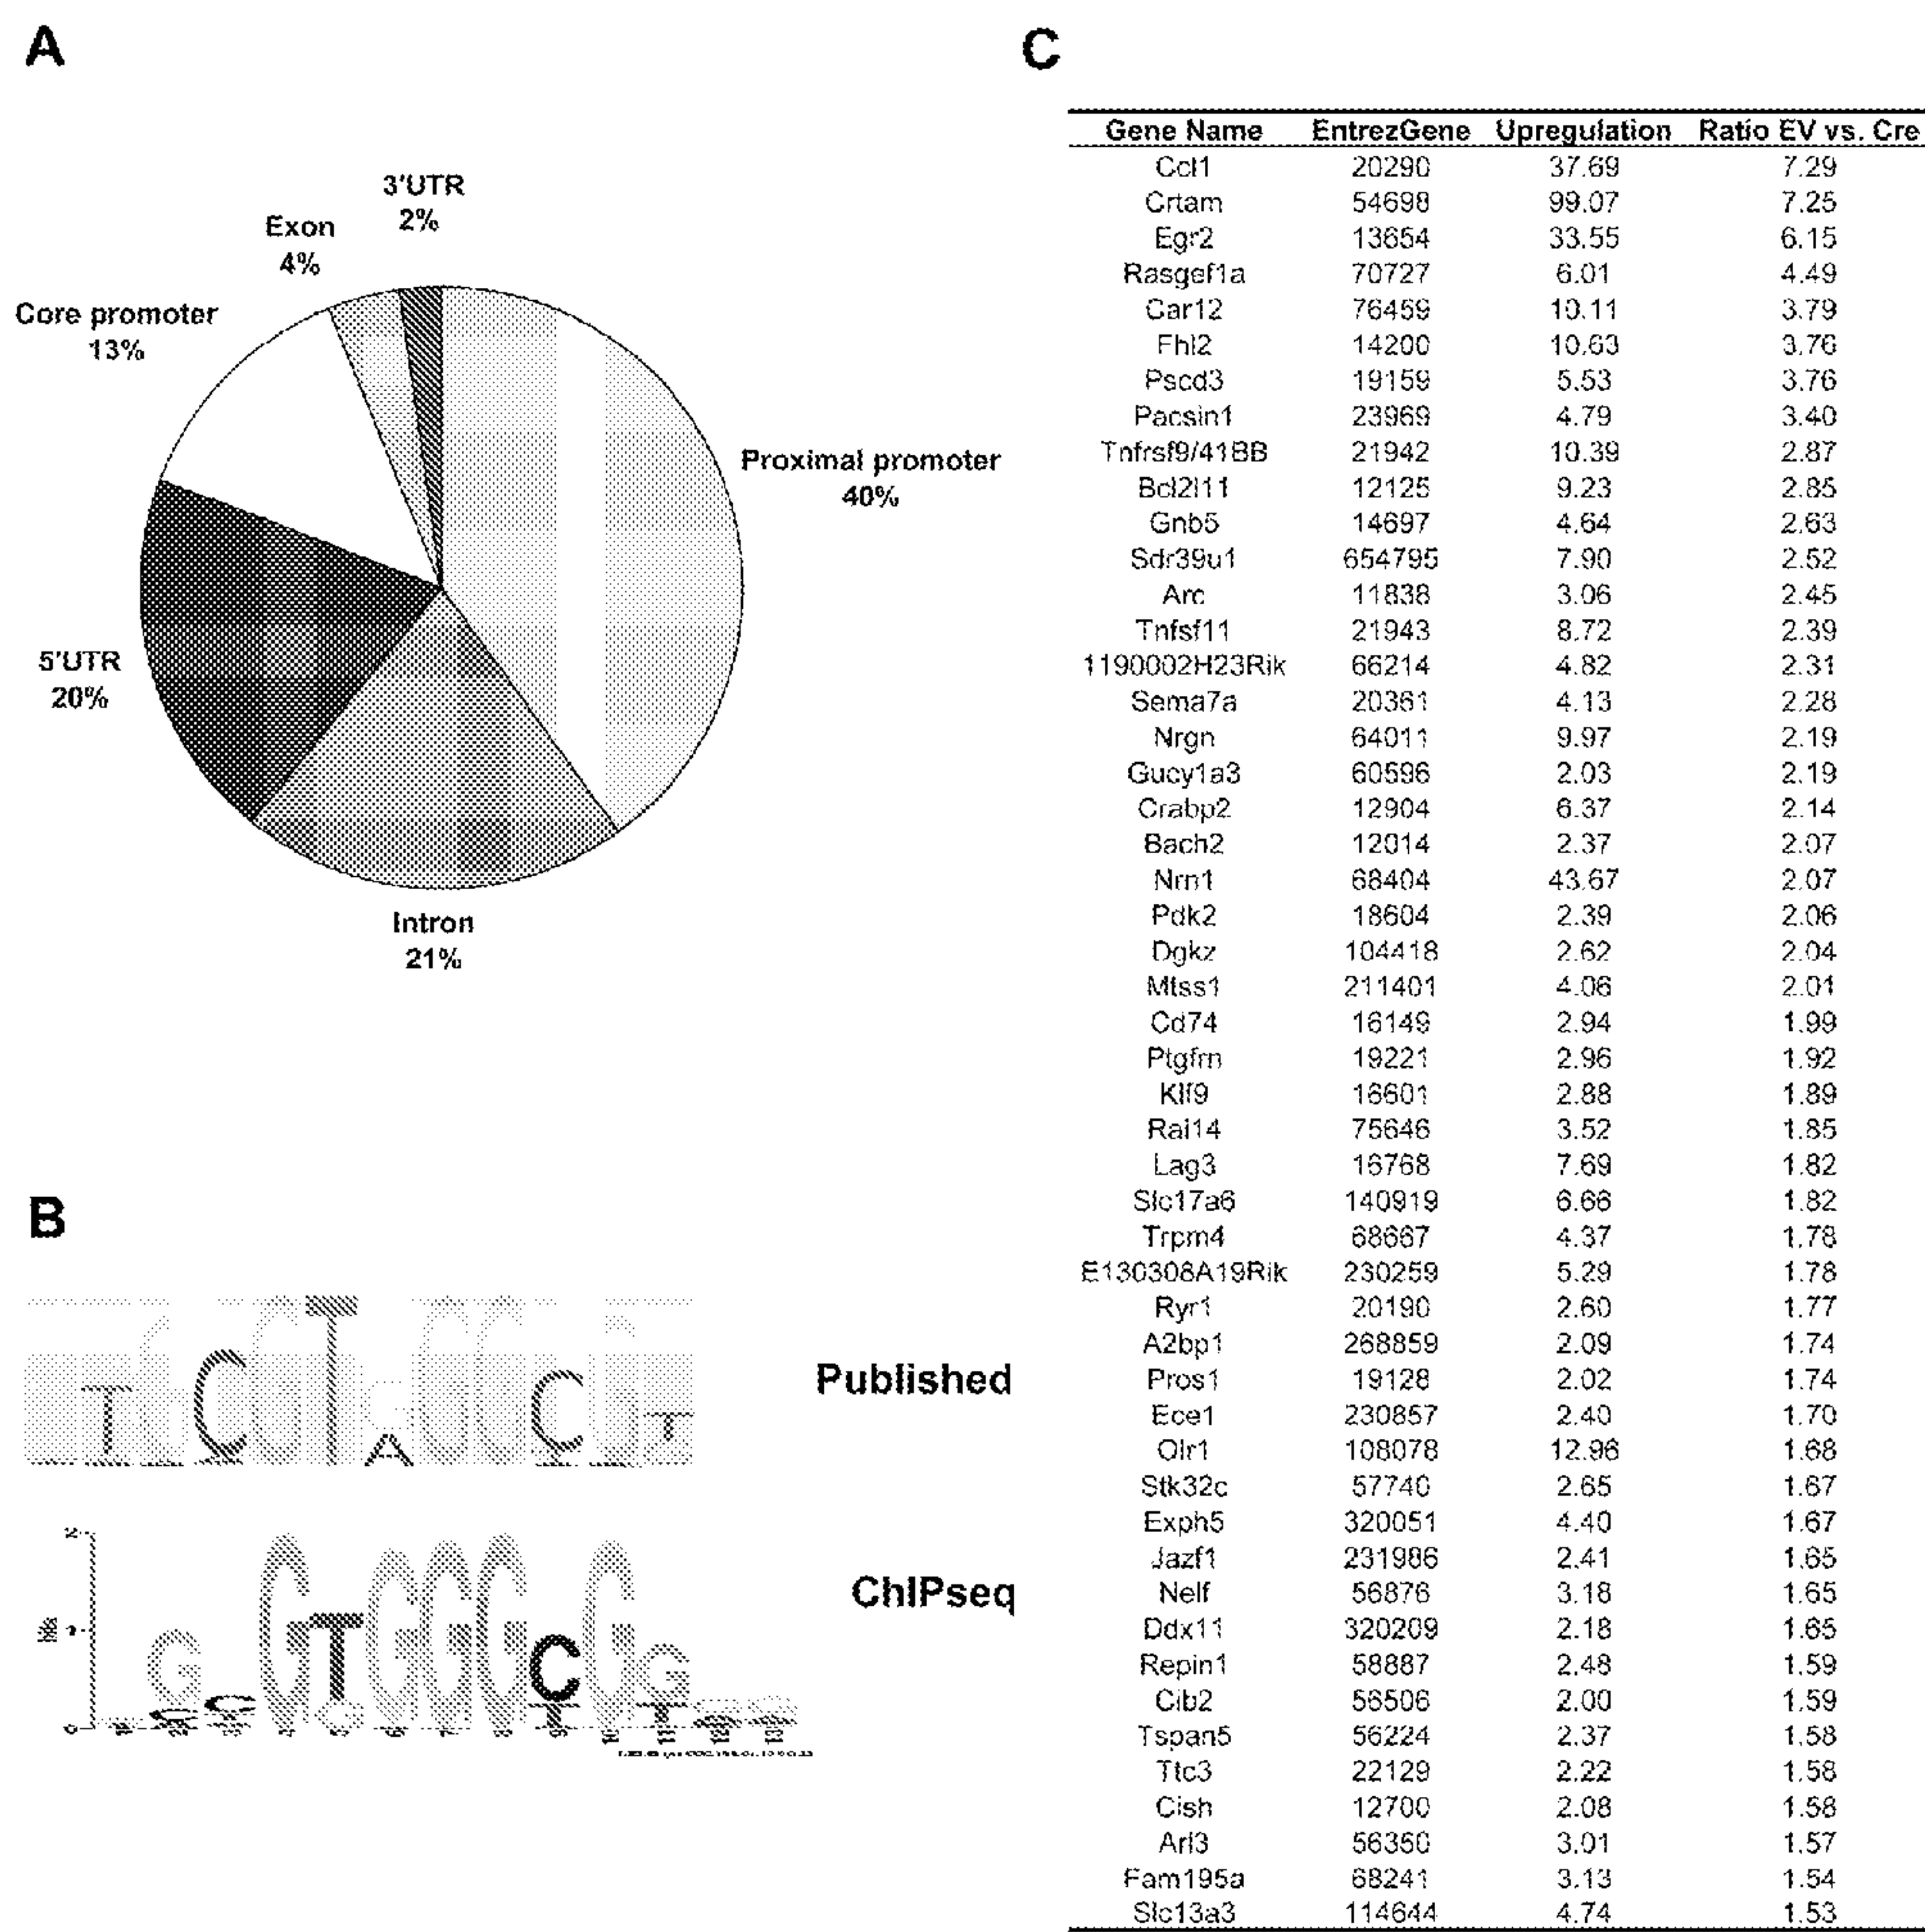 A
3'UTR
2%
Exon
4%
Core promoter
13%
Proximal promoter
40%
5'UTR
20%
Intron
21%
B
Published
ChIPseq
C
Gene Name EntrezGene Upregulation Ratio EV vs. Cre
Ccl1 20290 37.69 7.29
Crtam 54698 99.07 7.25
Egr2 13654 33.55 6.15
Rasgef1a 70727 6.01 4.49
Car12 76459 10.11 3.79
Fhl2 14200 10.63 3.76
Pscd3 19159 5.53 3.76
Pacsin1 23969 4.79 3.40
Tnfrsf9/41BB 21942 10.39 2.87
Bcl2l11 12125 9.23 2.85
Gnb5 14697 4.64 2.63
Sdr39u1 654795 7.90 2.52
Arc 11838 3.06 2.45
Tnfsf11 21943 8.72 2.39
1190002H23Rik 66214 4.82 2.31
Sema7a 20361 4.13 2.28
Nrgn 64011 9.97 2.19
Gucy1a3 60596 2.03 2.19
Crabp2 12904 6.37 2.14
Bach2 12014 2.37 2.07
Nrn1 68404 43.67 2.07
Pdk2 18604 2.39 2.06
Dgkz 104418 2.62 2.04
Mtss1 211401 4.06 2.01
Cd74 16149 2.94 1.99
Ptgfrn 19221 2.96 1.92
Klf9 16601 2.88 1.89
Rai14 75646 3.52 1.85
Lag3 16768 7.69 1.82
Slc17a6 140919 6.66 1.82
Trpm4 68667 4.37 1.78
E130308A19Rik 230259 5.29 1.78
Ryr1 20190 2.60 1.77
A2bp1 268859 2.09 1.74
Pros1 19128 2.02 1.74
Ece1 230857 2.40 1.70
Olr1 108078 12.96 1.68
Stk32c 57740 2.65 1.67
Exph5 320051 4.40 1.67
Jazf1 231986 2.41 1.65
Nelf 56876 3.18 1.65
Ddx11 320209 2.18 1.65
Repin1 58887 2.48 1.59
Cib2 56506 2.00 1.59
Tspan5 56224 2.37 1.58
Ttc3 22129 2.22 1.58
Cish 12700 2.08 1.58
Arl3 56350 3.01 1.57
Fam195a 68241 3.13 1.54
Slc13a3 114644 4.74 1.53